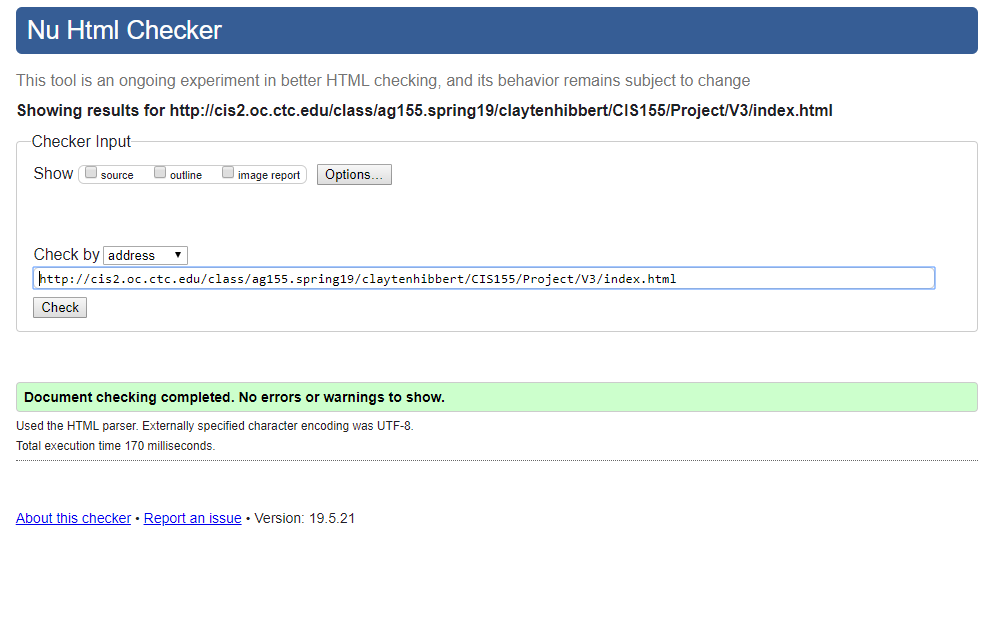 Nu Html Checker
This tool is an ongoing experiment in better HTML checking, and its behavior remains subject to change
Showing results for http://cis2.oc.ctc.edu/class/ag155.spring19/claytenhibbert/CIS155/Project/V3/index.html
Checker Input
Show source outline image report Options...
Check by address
http://cis2.oc.ctc.edu/class/ag155.spring19/claytenhibbert/CIS155/Project/V3/index.html
Check
Document checking completed. No errors or warnings to show.
Used the HTML parser. Externally specified character encoding was UTF-8.
Total execution time 170 milliseconds.
About this checker • Report an issue • Version: 19.5.21